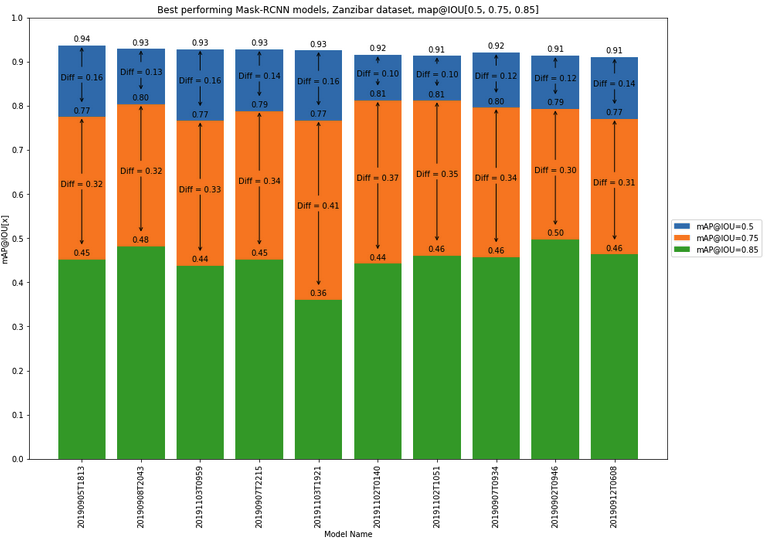 Best performing Mask-RCNN models, Zanzibar dataset, map@IOU[0.5, 0.75, 0.85]
mAP@IOU[x]
1.0
0.9
0.8
0.7
0.6
0.5
0.4
0.3
0.2
0.1
0.0
0.94 0.93 0.93 0.93 0.93 0.92 0.91 0.92 0.91 0.91
Diff = 0.16 Diff = 0.13 Diff = 0.16 Diff = 0.14 Diff = 0.16 Diff = 0.10 Diff = 0.10 Diff = 0.12 Diff = 0.12 Diff = 0.14
0.77 0.80 0.77 0.79 0.77 0.81 0.81 0.80 0.79 0.77
Diff = 0.32 Diff = 0.32 Diff = 0.33 Diff = 0.34 Diff = 0.41 Diff = 0.37 Diff = 0.35 Diff = 0.34 Diff = 0.30 Diff = 0.31
0.45 0.48 0.44 0.45 0.36 0.44 0.46 0.46 0.50 0.46
mAP@IOU=0.5
mAP@IOU=0.75
mAP@IOU=0.85
20190905T1813
20190908T2043
20191103T0959
20190907T2215
20191103T1921
20191102T0140
20191102T1051
20190907T0934
20190902T0946
20190912T0608
Model Name